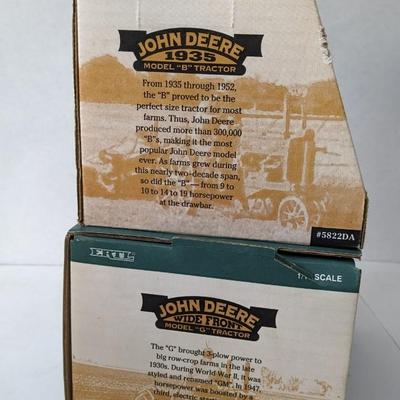 JOHN DEERE
1935
MODEL "B" TRACTOR
From 1935 through 1952,
the "B" proved to be the
perfect size tractor for most
farms. Thus, John Deere
produced more than 300,000
"B"s, making it the most
popular John Deere model
ever. As farms grew during
this nearly two-decade span,
so did the "B" — from 9 to
10 to 14 to 19 horsepower
at the drawbar.
#5822DA
ERTL
SCALE
JOHN DEERE
WIDE FRONT
MODEL "G" TRACTOR
The "G" brought 3-plow power to
big row-crop farms in the late
1930s. During World War II, it was
styled and renamed "GM". In 1947,
horsepower was boosted by a
third, electric